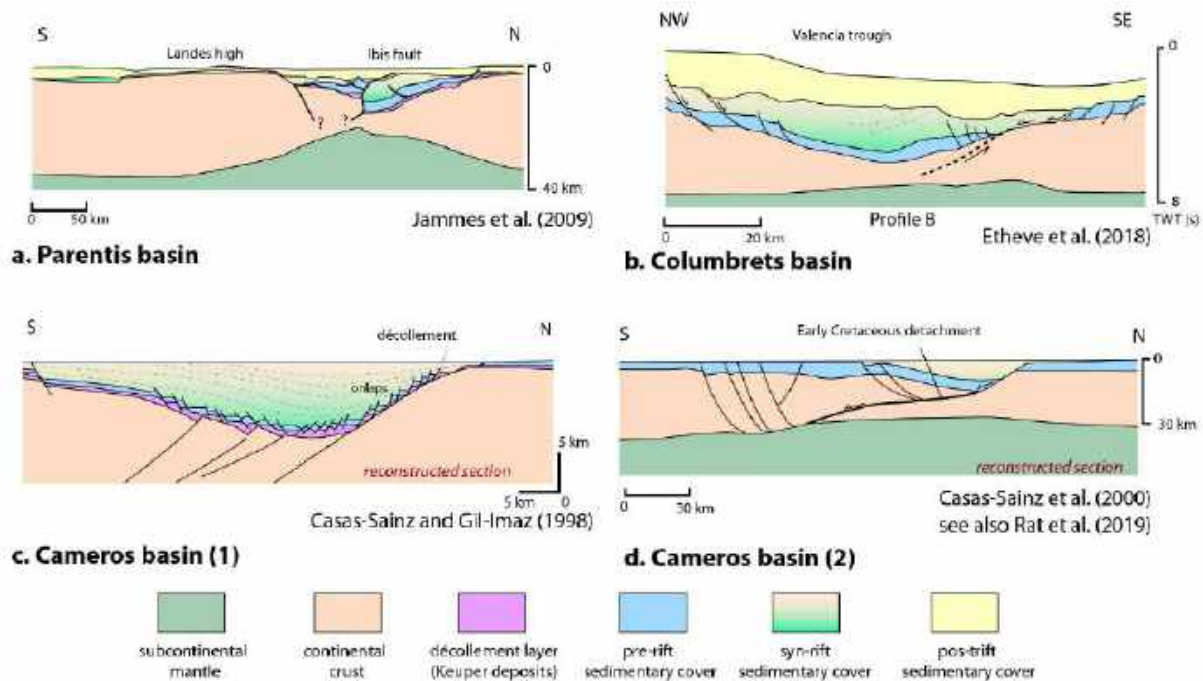 S
N
Landes high
Ibis fault
0
? ?
40 km
0 50 km
Jammes et al. (2009)
a. Parentis basin
NW
SE
Valencia trough
0
8
TWT (s)
0 20 km
Profile B
Etheve et al. (2018)
b. Columbrets basin
S
N
décollement
onlaps
5 km
reconstructed section
5 km 0
Casas-Sainz and Gil-Imaz (1998)
c. Cameros basin (1)
S
N
Early Cretaceous detachment
0
30 km
reconstructed section
0 30 km
Casas-Sainz et al. (2000)
see also Rat et al. (2019)
d. Cameros basin (2)
subcontinental
mantle
continental
crust
décollement layer
(Keuper deposits)
pre-rift
sedimentary cover
syn-rift
sedimentary cover
pos-trift
sedimentary cover